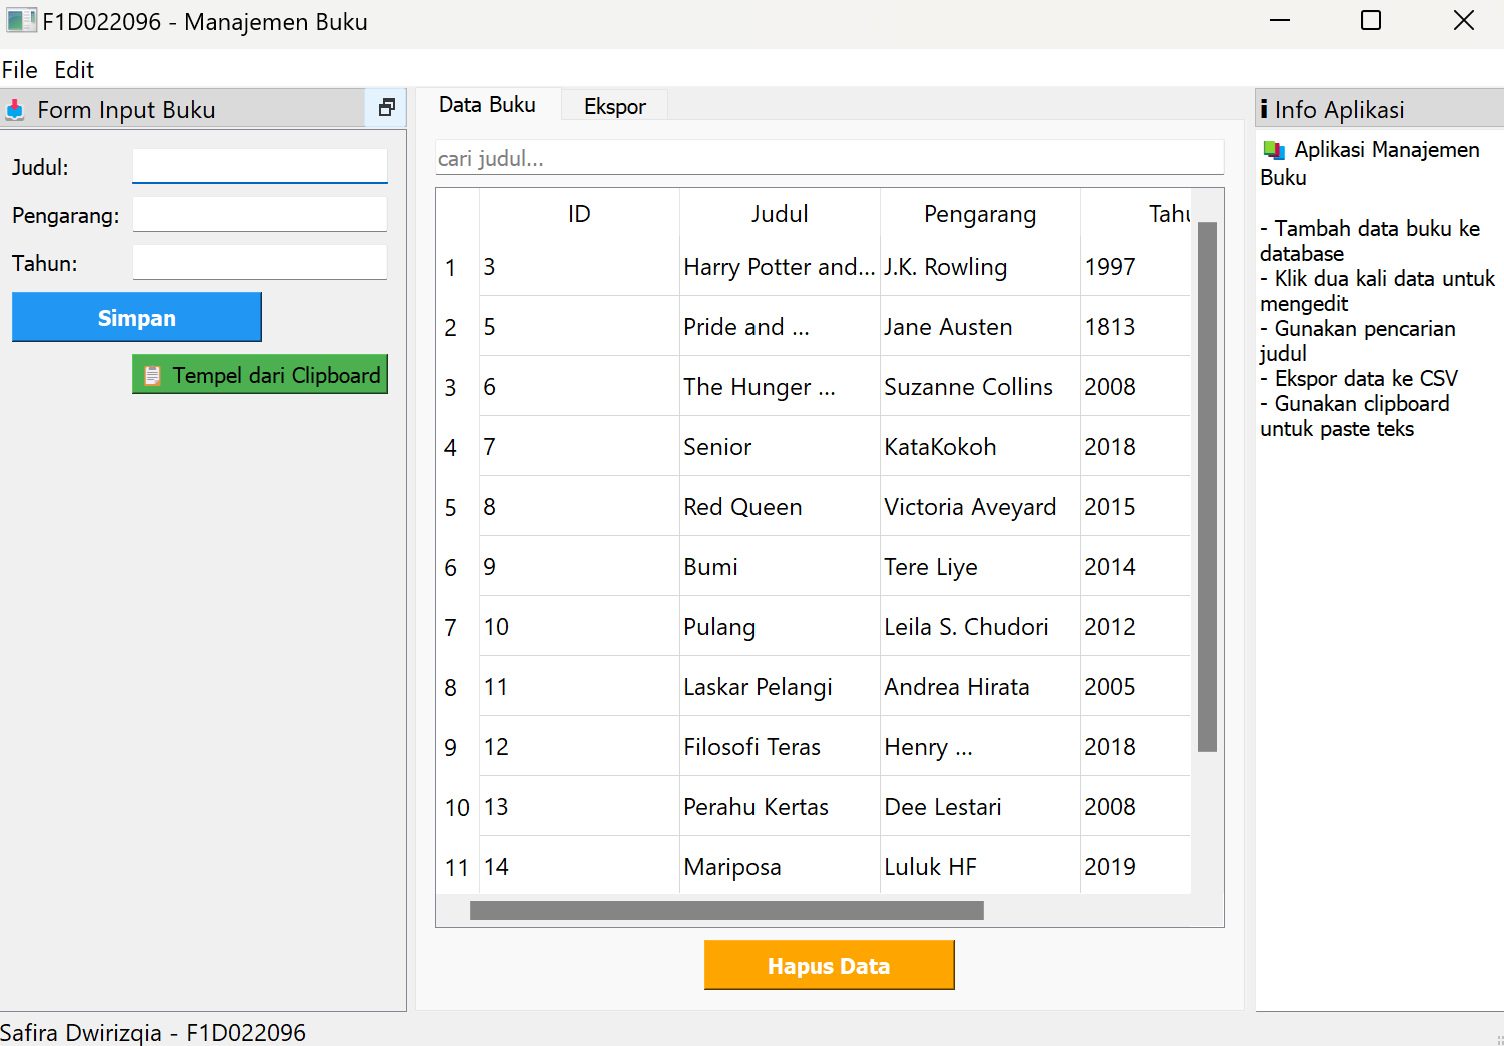 F1D022096 - Manajemen Buku
File Edit
Form Input Buku
Judul:
Pengarang:
Tahun:
Simpan
Tempel dari Clipboard
Data Buku Ekspor
cari judul...
ID Judul Pengarang Tahu
1 3 Harry Potter and... J.K. Rowling 1997
2 5 Pride and ... Jane Austen 1813
3 6 The Hunger ... Suzanne Collins 2008
4 7 Senior KataKokoh 2018
5 8 Red Queen Victoria Aveyard 2015
6 9 Bumi Tere Liye 2014
7 10 Pulang Leila S. Chudori 2012
8 11 Laskar Pelangi Andrea Hirata 2005
9 12 Filosofi Teras Henry ... 2018
10 13 Perahu Kertas Dee Lestari 2008
11 14 Mariposa Luluk HF 2019
Hapus Data
Info Aplikasi
Aplikasi Manajemen
Buku
- Tambah data buku ke
database
- Klik dua kali data untuk
mengedit
- Gunakan pencarian
judul
- Ekspor data ke CSV
- Gunakan clipboard
untuk paste teks
Safira Dwirizqia - F1D022096